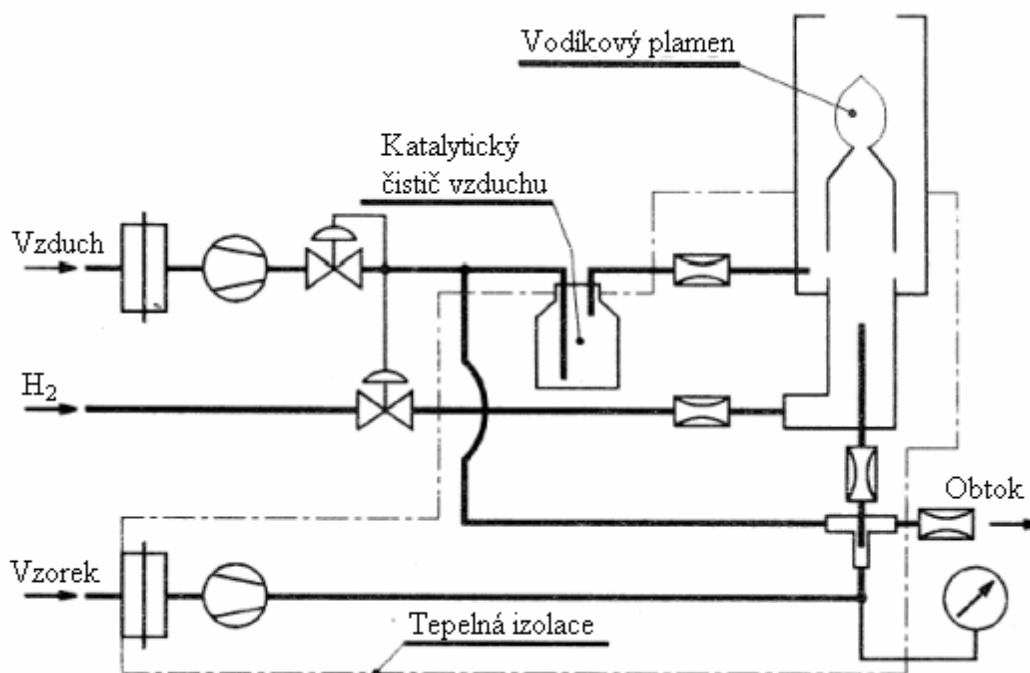 Vodíkový plamen
Katalytický
čistič vzduchu
Vzduch
H₂
Obtok
Vzorek
Tepelná izolace